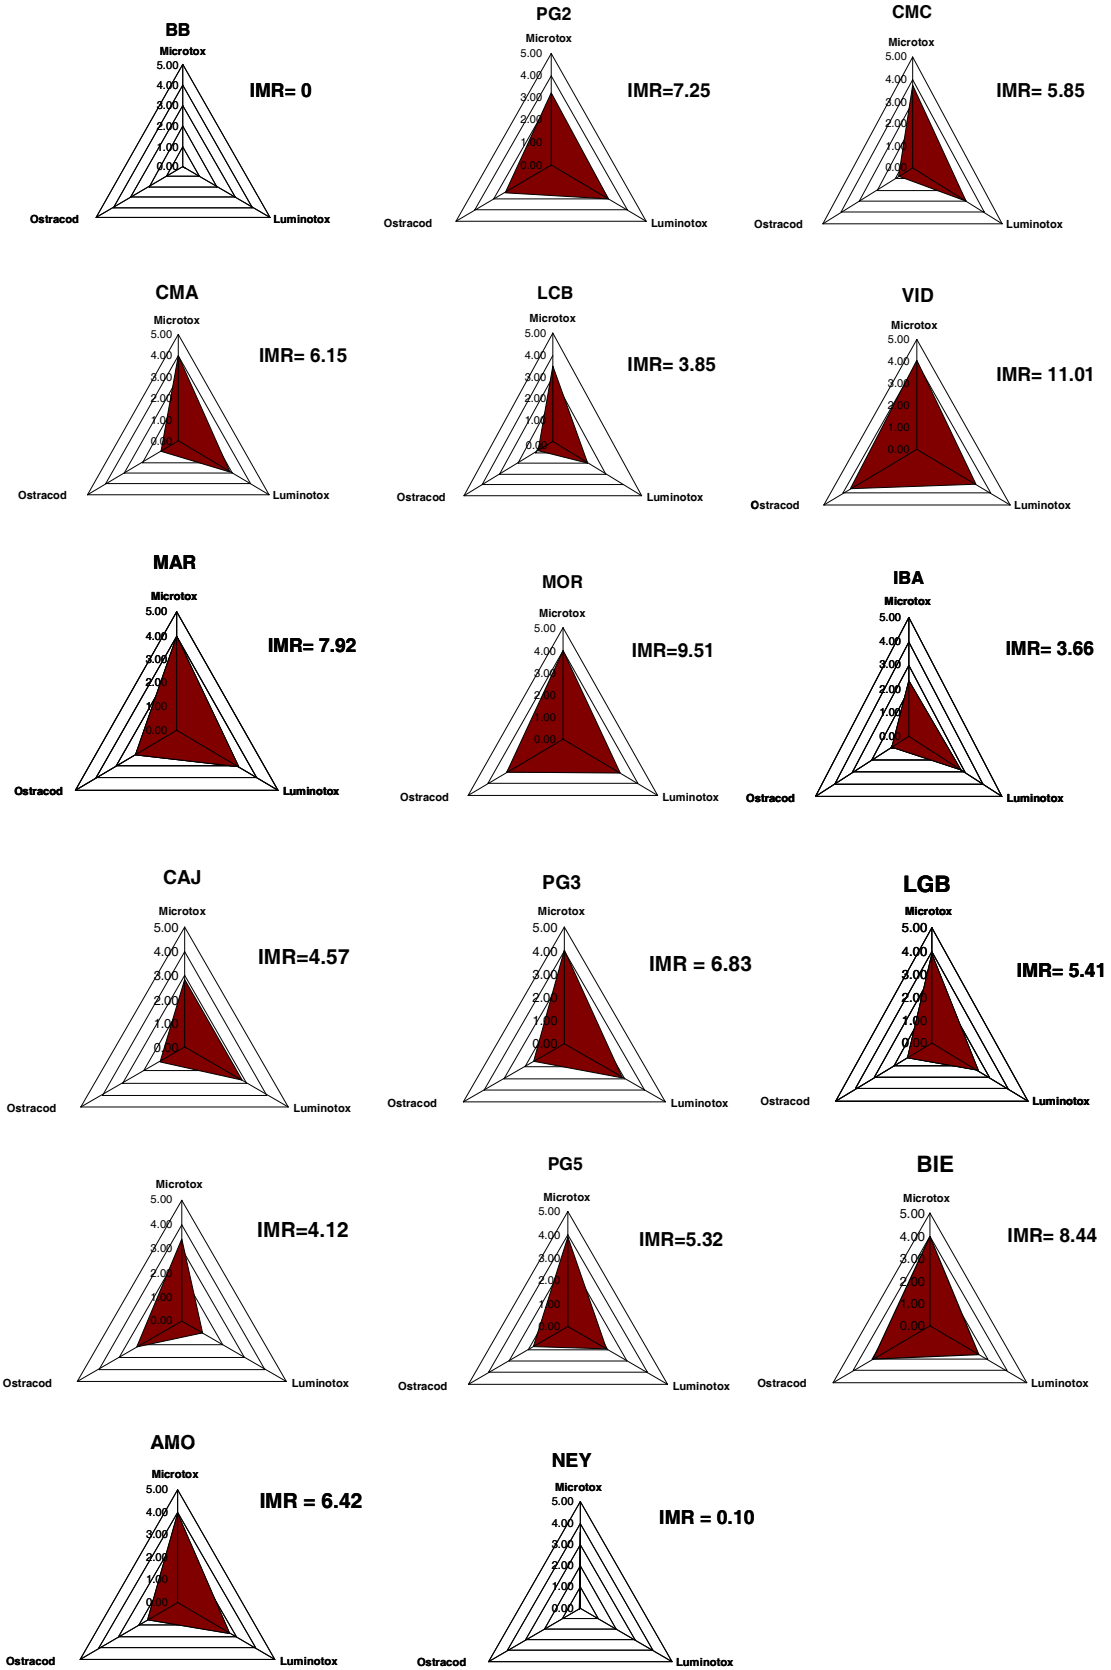 BB
Microtox
5.00
4.00
3.00
2.00
1.00
0.00
IMR= 0
Ostracod
Luminotox
PG2
Microtox
5.00
4.00
3.00
2.00
1.00
0.00
IMR=7.25
Ostracod
Luminotox
CMC
Microtox
5.00
4.00
3.00
2.00
1.00
0.00
IMR= 5.85
Ostracod
Luminotox
CMA
Microtox
5.00
4.00
3.00
2.00
1.00
0.00
IMR= 6.15
Ostracod
Luminotox
LCB
Microtox
5.00
4.00
3.00
2.00
1.00
0.00
IMR= 3.85
Ostracod
Luminotox
VID
Microtox
5.00
4.00
3.00
2.00
1.00
0.00
IMR= 11.01
Ostracod
Luminotox
MAR
Microtox
5.00
4.00
3.00
2.00
1.00
0.00
IMR= 7.92
Ostracod
Luminotox
MOR
Microtox
5.00
4.00
3.00
2.00
1.00
0.00
IMR=9.51
Ostracod
Luminotox
IBA
Microtox
5.00
4.00
3.00
2.00
1.00
0.00
IMR= 3.66
Ostracod
Luminotox
CAJ
Microtox
5.00
4.00
3.00
2.00
1.00
0.00
IMR=4.57
Ostracod
Luminotox
PG3
Microtox
5.00
4.00
3.00
2.00
1.00
0.00
IMR = 6.83
Ostracod
Luminotox
LGB
Microtox
5.00
4.00
3.00
2.00
1.00
0.00
IMR= 5.41
Ostracod
Luminotox
Microtox
5.00
4.00
3.00
2.00
1.00
0.00
IMR=4.12
Ostracod
Luminotox
PG5
Microtox
5.00
4.00
3.00
2.00
1.00
0.00
IMR=5.32
Ostracod
Luminotox
BIE
Microtox
5.00
4.00
3.00
2.00
1.00
0.00
IMR= 8.44
Ostracod
Luminotox
AMO
Microtox
5.00
4.00
3.00
2.00
1.00
0.00
IMR = 6.42
Ostracod
Luminotox
NEY
Microtox
5.00
4.00
3.00
2.00
1.00
0.00
IMR = 0.10
Ostracod
Luminotox